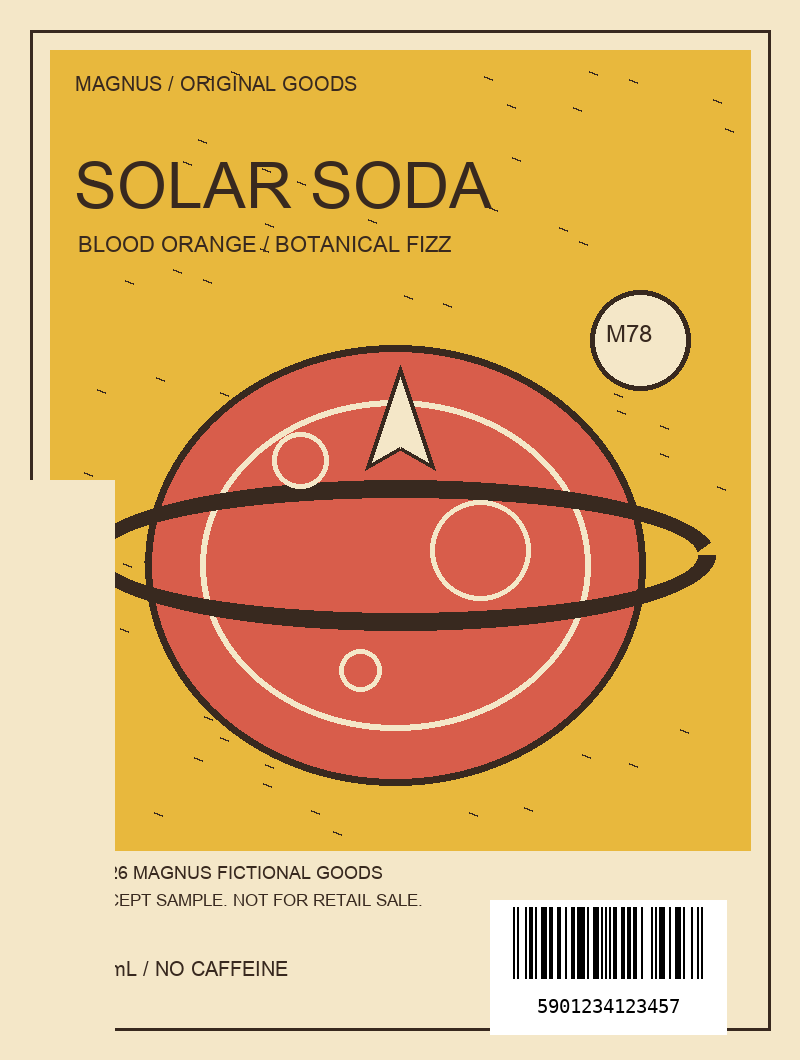 MAGNUS / ORIGINAL GOODS
SOLAR SODA
BLOOD ORANGE / BOTANICAL FIZZ
M78
MAGNUS FICTIONAL GOODS
SAMPLE. NOT FOR RETAIL SALE.
/ NO CAFFEINE
5901234123457